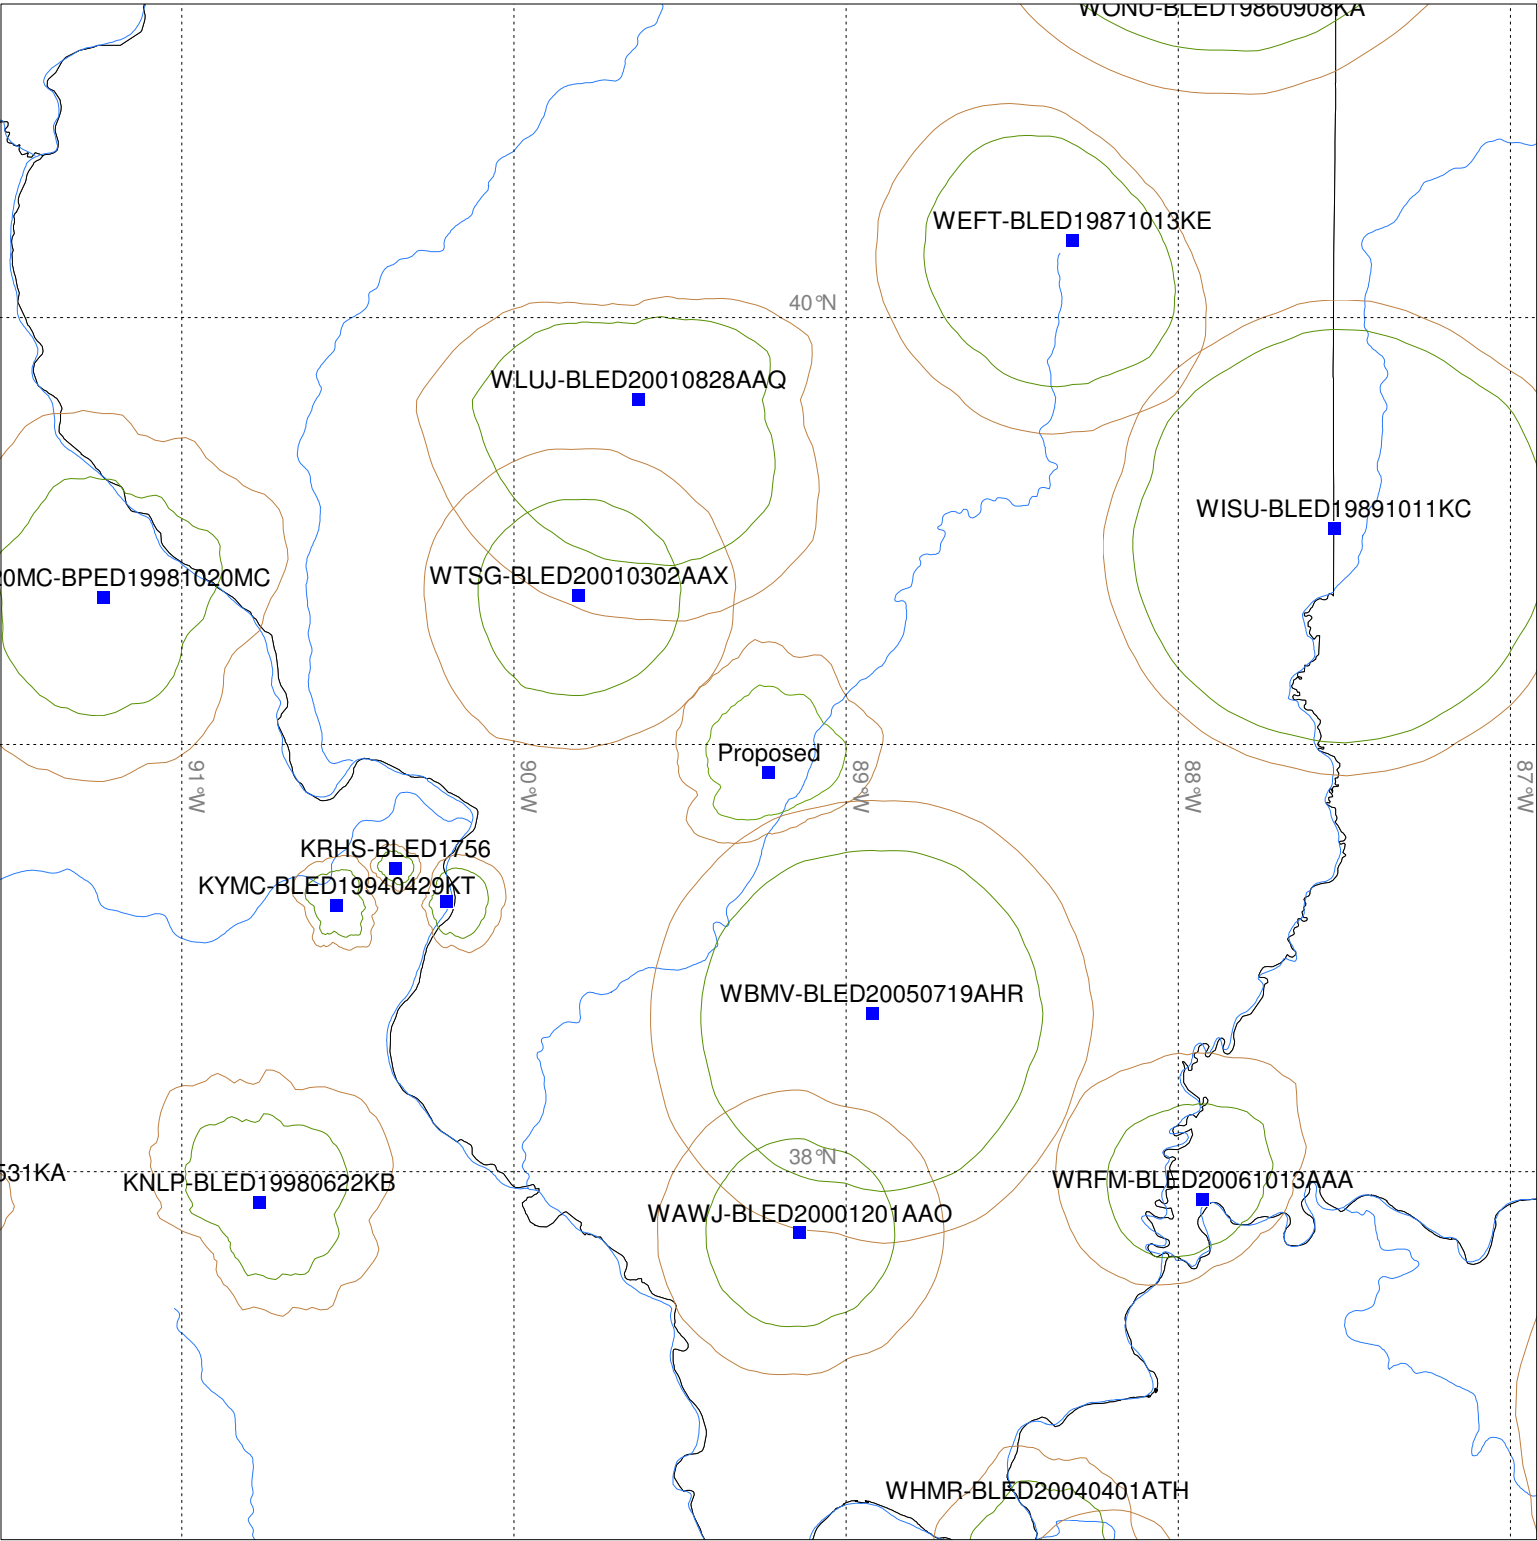 WONU-BLED19860908KA
WEFT-BLED19871013KE
40°N
WLUJ-BLED20010828AAQ
WISU-BLED19891011KC
20MC-BPED19981020MC
WTSG-BLED20010302AAX
Proposed
91°W
90°W
89°W
88°W
87°W
KRHS-BLED1756
KYMC-BLED19940429KT
WBMV-BLED20050719AHR
38°N
531KA
KNLP-BLED19980622KB
WRFM-BLED20061013AAA
WAWJ-BLED20001201AAO
WHMR-BLED20040401ATH